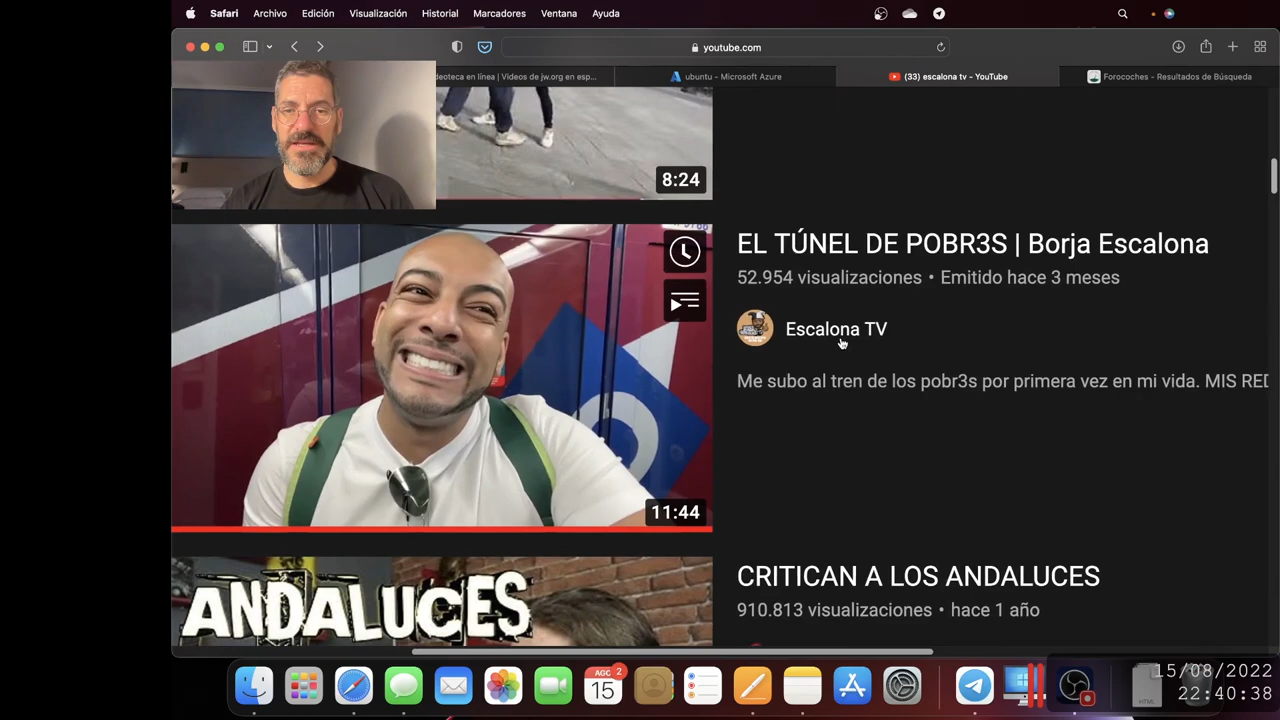 Safari Archivo Edición Visualización Historial Marcadores Ventana Ayuda
youtube.com
deoteca en línea | Videos de jw.org en esp...
ubuntu - Microsoft Azure
(33) escalona tv - YouTube
Forocoches - Resultados de Búsqueda
8:24
EL TÚNEL DE POBR3S | Borja Escalona
52.954 visualizaciones • Emitido hace 3 meses
Escalona TV
Me subo al tren de los pobr3s por primera vez en mi vida. MIS RED
11:44
CRITICAN A LOS ANDALUCES
910.813 visualizaciones • hace 1 año
ANDALUCES
AGC
2
15
HTML
15/08/2022
22:40:38